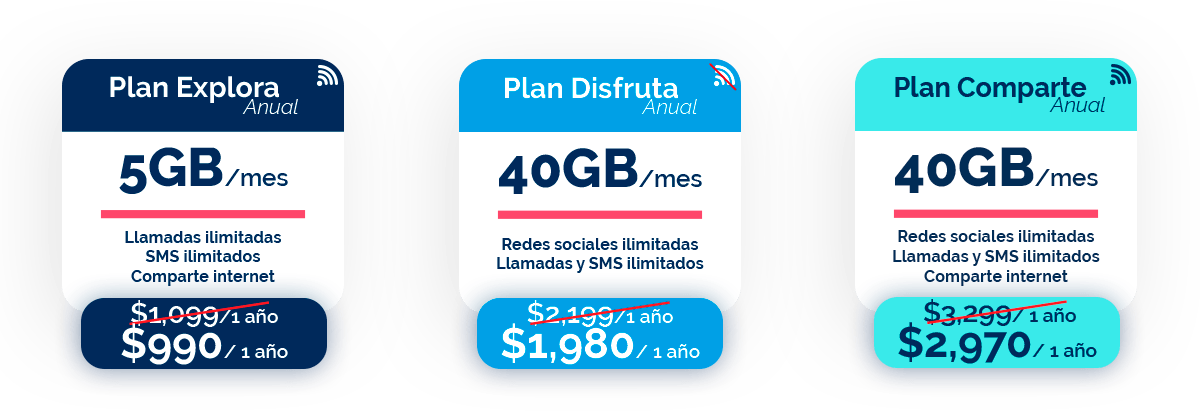 Plan Explora
Anual
5GB/mes
Llamadas ilimitadas
SMS ilimitados
Comparte internet
$1,099/1 año
$990/ 1 año
Plan Disfruta
Anual
40GB/mes
Redes sociales ilimitadas
Llamadas y SMS ilimitados
$2,199/1 año
$1,980/ 1 año
Plan Comparte
Anual
40GB/mes
Redes sociales ilimitadas
Llamadas y SMS ilimitados
Comparte internet
$3,299/ 1 año
$2,970/ 1 año